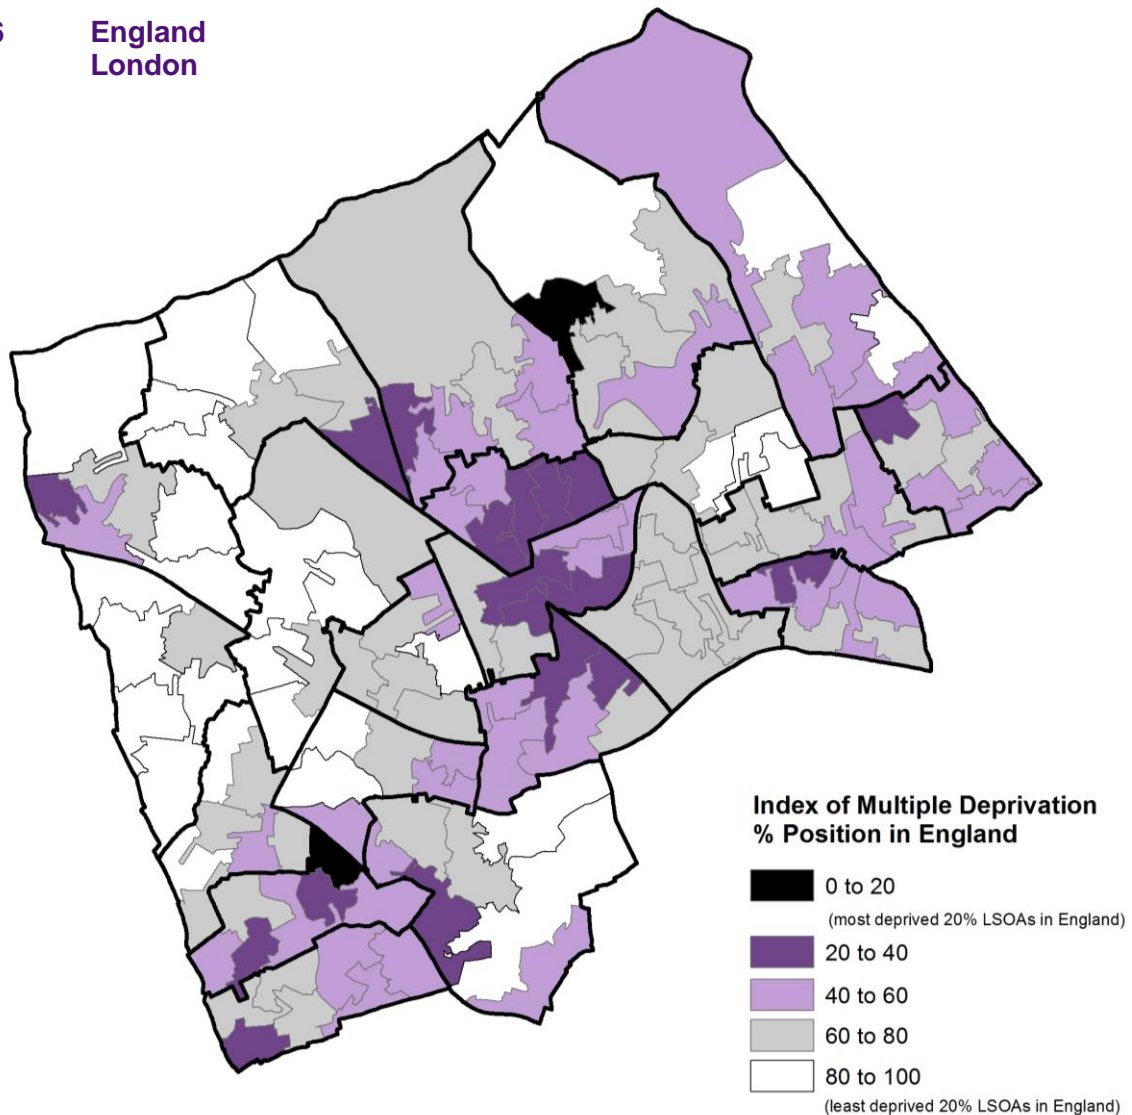 England
London
Index of Multiple Deprivation
% Position in England
0 to 20
(most deprived 20% LSOAs in England)
20 to 40
40 to 60
60 to 80
80 to 100
(least deprived 20% LSOAs in England)